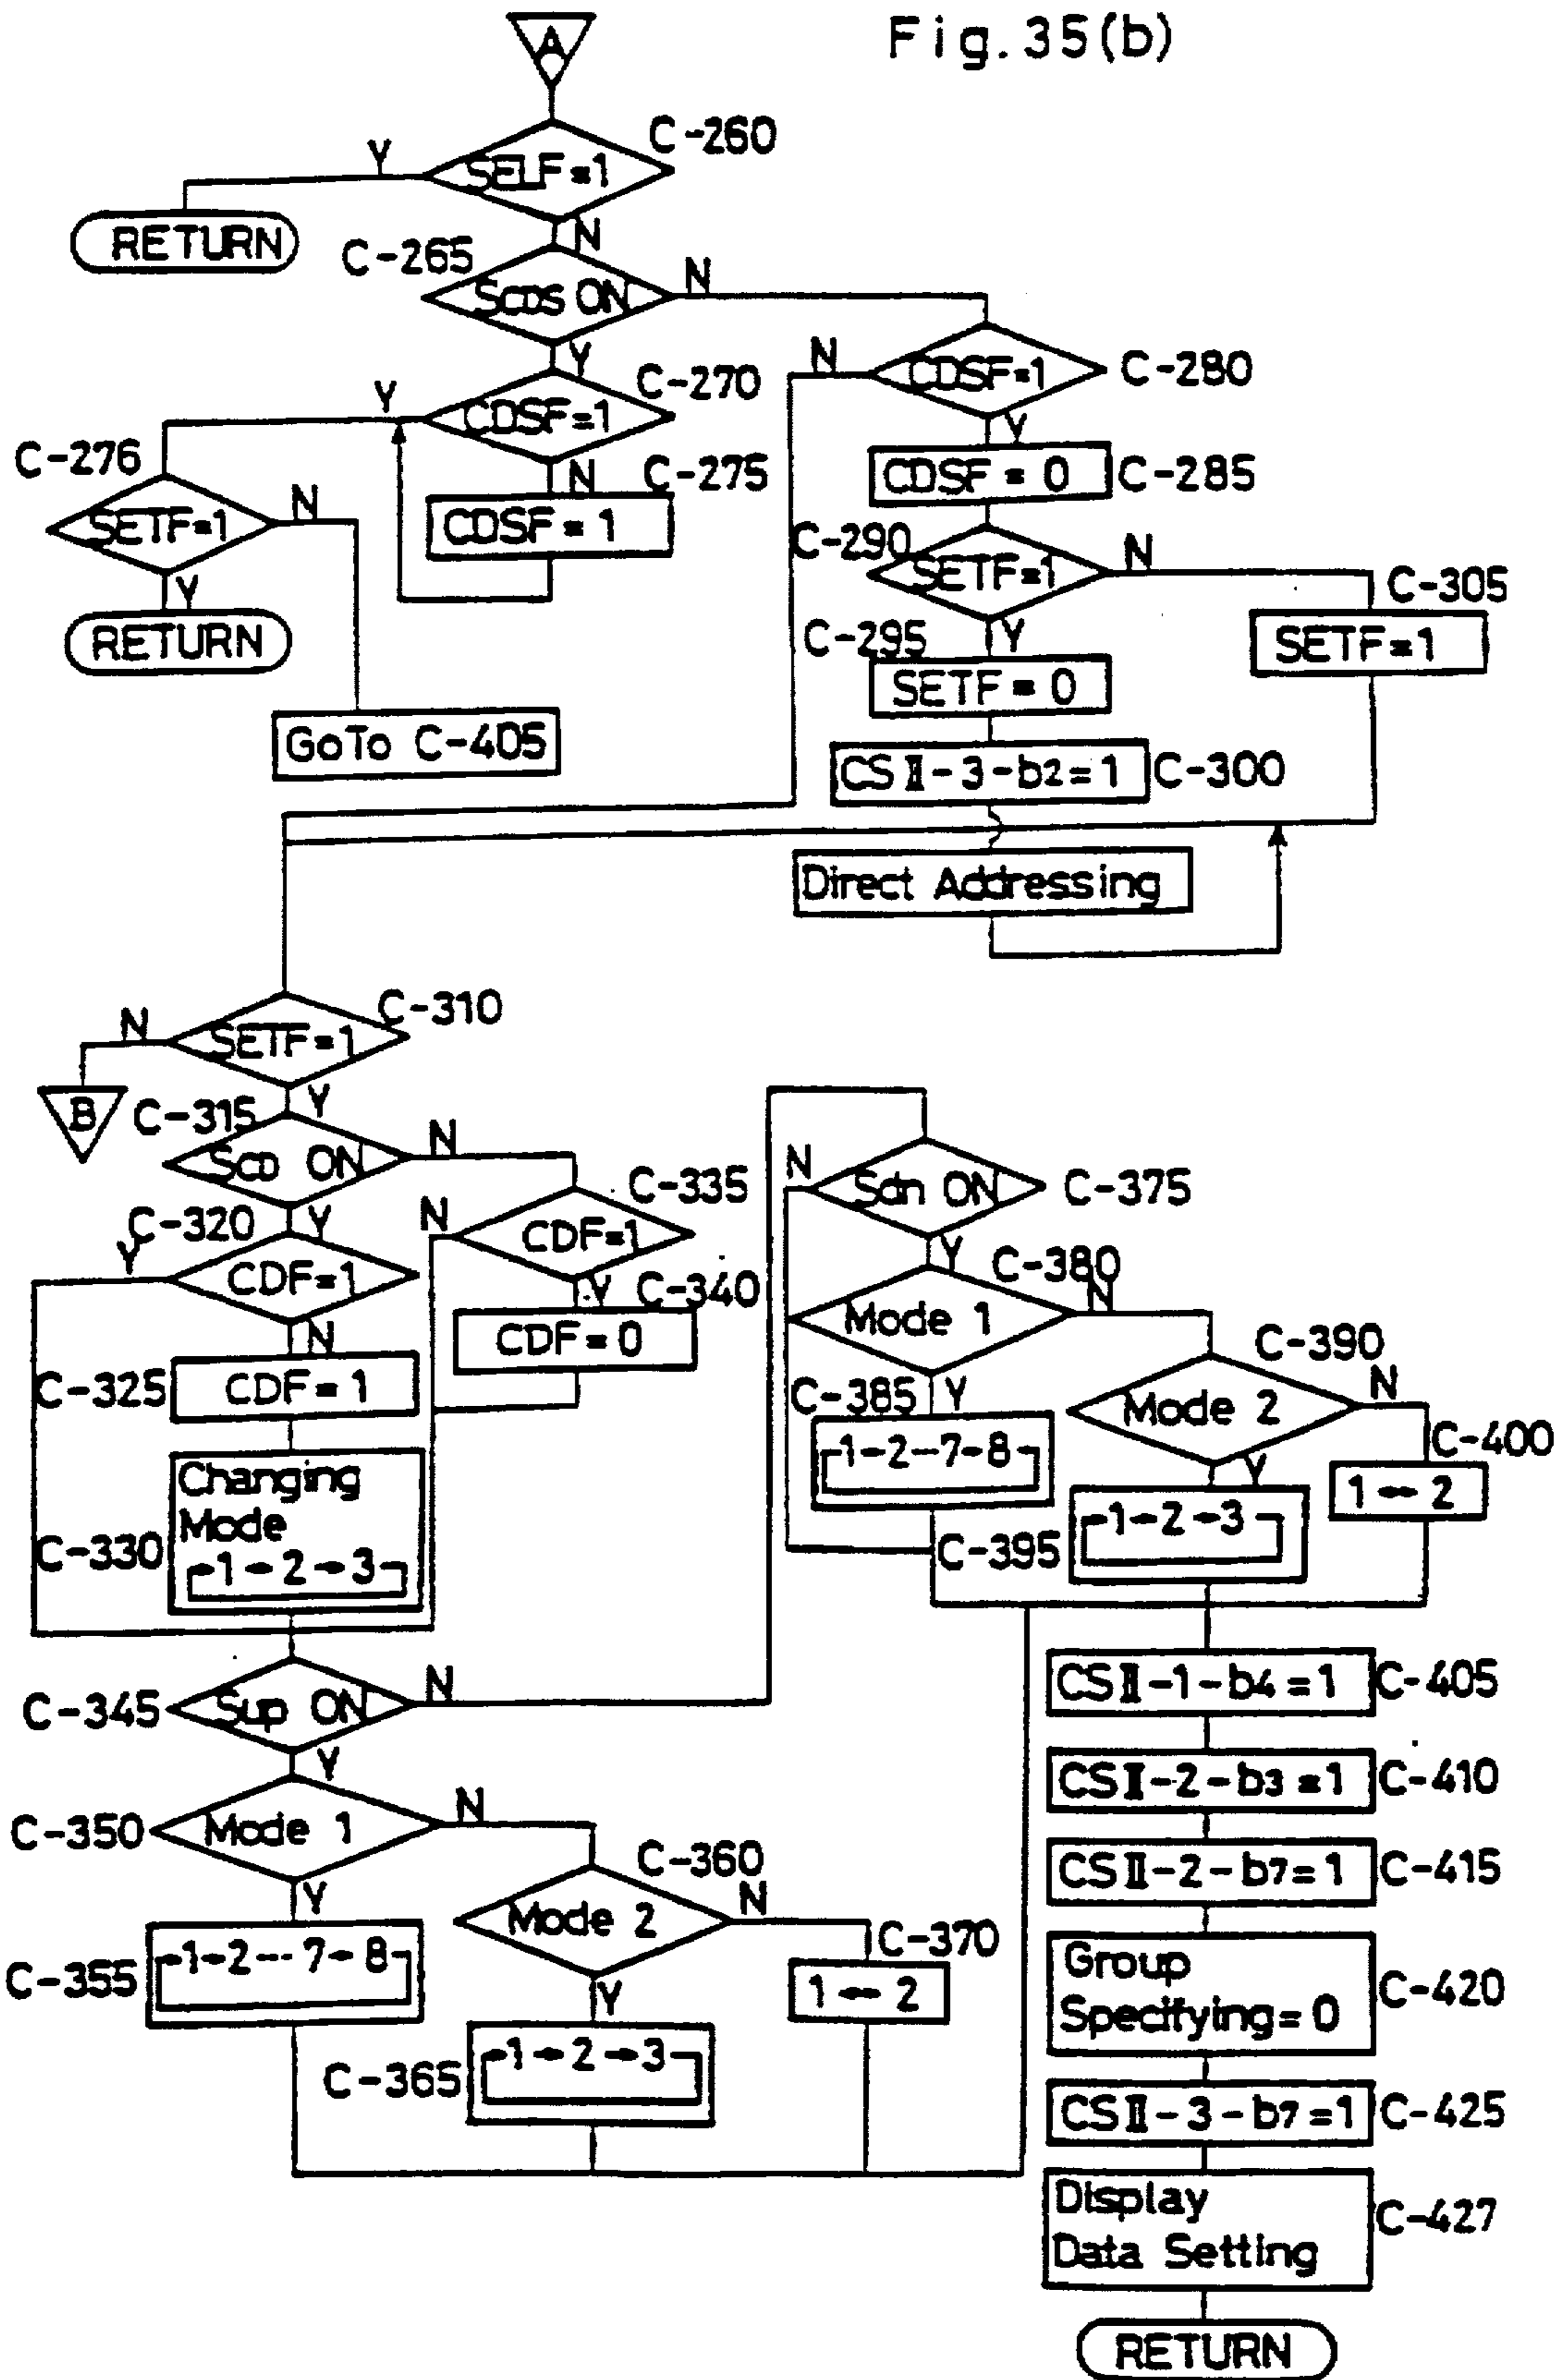 Fig. 35(b)
A
C-260
SELF=1
Y
N
RETURN
C-265
SCDS ON
N
Y
C-270
CDSF=1
Y
N
C-275
CDSF=1
C-276
SETF=1
N
Y
RETURN
GoTo C-405
C-280
CDSF=1
N
Y
CDSF=0
C-285
C-290
SETF=1
N
Y
C-295
SETF=0
C-305
SETF=1
CSⅡ-3-b2=1
C-300
Direct Addressing
C-310
SETF=1
N
Y
B
C-315
SCD ON
N
Y
C-320
CDF=1
Y
N
C-325
CDF=1
C-330
Changing
Mode
1→2→3
C-335
CDF=1
N
Y
C-340
CDF=0
C-345
Sup ON
N
Y
C-350
Mode 1
N
Y
C-355
1→2--7→8
C-360
Mode 2
N
Y
C-365
1→2→3
C-370
1↔2
Sdn ON
C-375
N
Y
C-380
Mode 1
N
Y
C-385
1→2--7→8
C-390
Mode 2
N
Y
C-395
1→2→3
C-400
1↔2
CSⅡ-1-b4=1
C-405
CSⅡ-2-b3=1
C-410
CSⅡ-2-b7=1
C-415
Group
Specifying=0
C-420
CSⅡ-3-b7=1
C-425
Display
Data Setting
C-427
RETURN